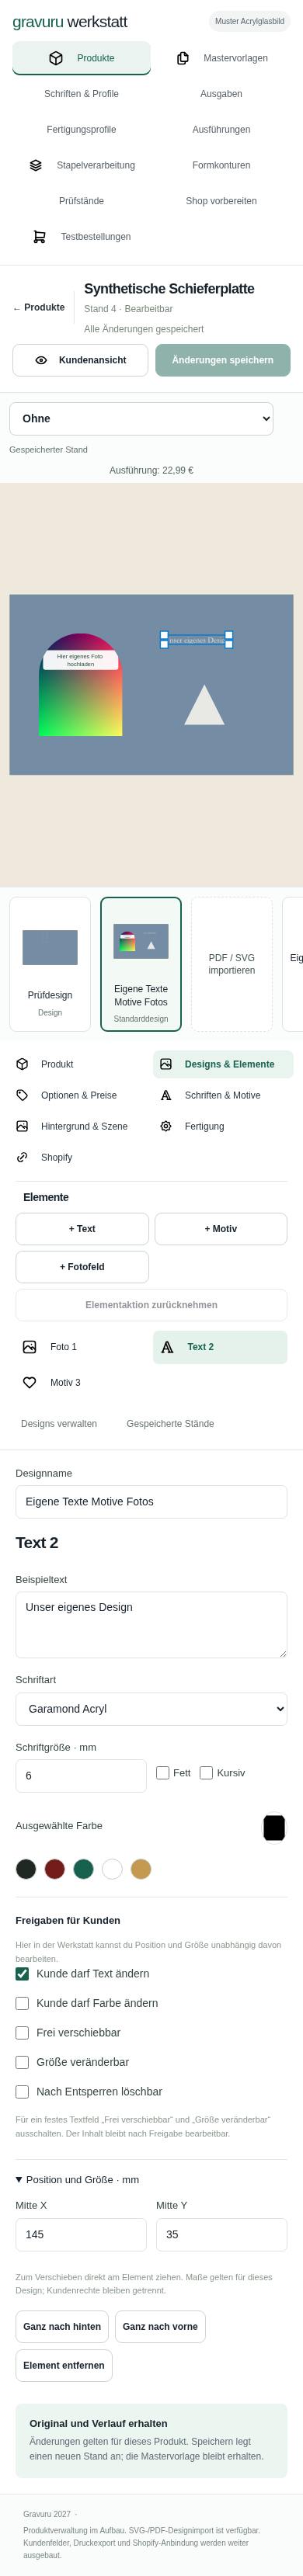 gravuru werkstatt
Muster Acrylglasbild
Produkte
Mastervorlagen
Schriften & Profile
Ausgaben
Fertigungsprofile
Ausführungen
Stapelverarbeitung
Formkonturen
Prüfstände
Shop vorbereiten
Testbestellungen
← Produkte
Synthetische Schieferplatte
Stand 4 · Bearbeitbar
Alle Änderungen gespeichert
Kundenansicht
Änderungen speichern
Ohne
Gespeicherter Stand
Ausführung: 22,99 €
Hier eigenes Foto
hochladen
Prüfdesign
Design
Eigene Texte
Motive Fotos
Standarddesign
PDF / SVG
importieren
Eig
Produkt
Designs & Elemente
Optionen & Preise
Schriften & Motive
Hintergrund & Szene
Fertigung
Shopify
Elemente
+ Text
+ Motiv
+ Fotofeld
Elementaktion zurücknehmen
Foto 1
Text 2
Motiv 3
Designs verwalten
Gespeicherte Stände
Designname
Eigene Texte Motive Fotos
Text 2
Beispieltext
Unser eigenes Design
Schriftart
Garamond Acryl
Schriftgröße · mm
6
Fett
Kursiv
Ausgewählte Farbe
Freigaben für Kunden
Hier in der Werkstatt kannst du Position und Größe unabhängig davon
bearbeiten.
Kunde darf Text ändern
Kunde darf Farbe ändern
Frei verschiebbar
Größe veränderbar
Nach Entsperren löschbar
Für ein festes Textfeld „Frei verschiebbar“ und „Größe veränderbar“
ausschalten. Der Inhalt bleibt nach Freigabe bearbeitbar.
Position und Größe · mm
Mitte X
Mitte Y
145
35
Zum Verschieben direkt am Element ziehen. Maße gelten für dieses
Design; Kundenrechte bleiben getrennt.
Ganz nach hinten
Ganz nach vorne
Element entfernen
Original und Verlauf erhalten
Änderungen gelten für dieses Produkt. Speichern legt
einen neuen Stand an; die Mastervorlage bleibt erhalten.
Gravuru 2027 ·
Produktverwaltung im Aufbau. SVG-/PDF-Designimport ist verfügbar.
Kundenfelder, Druckexport und Shopify-Anbindung werden weiter
ausgebaut.